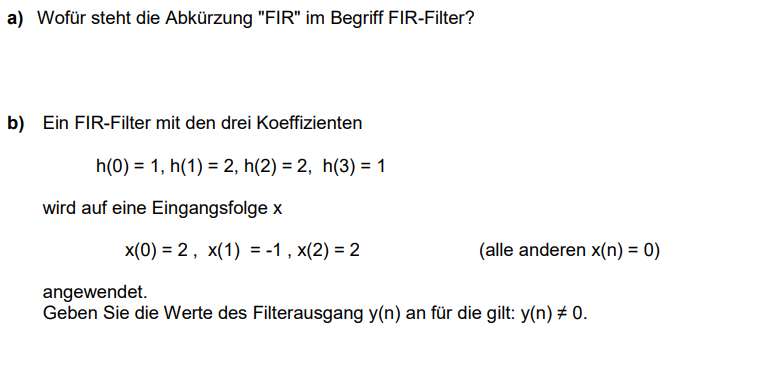 a) Wofür steht die Abkürzung "FIR" im Begriff FIR-Filter?
b) Ein FIR-Filter mit den drei Koeffizienten
h(0) = 1, h(1) = 2, h(2) = 2, h(3) = 1
wird auf eine Eingangsfolge x
x(0) = 2 , x(1) = -1 , x(2) = 2 (alle anderen x(n) = 0)
angewendet.
Geben Sie die Werte des Filterausgang y(n) an für die gilt: y(n) ≠ 0.